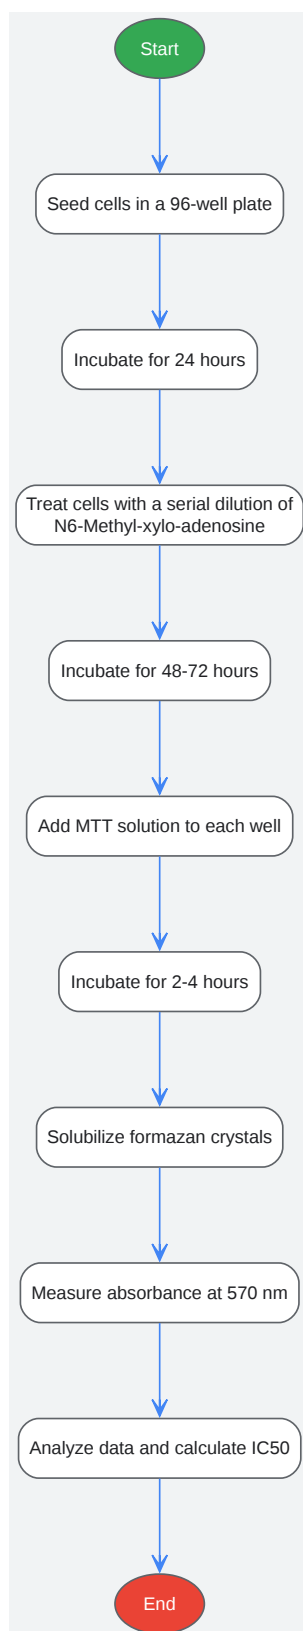 Start
Seed cells in a 96-well plate
Incubate for 24 hours
Treat cells with a serial dilution of
N6-Methyl-xylo-adenosine
Incubate for 48-72 hours
Add MTT solution to each well
Incubate for 2-4 hours
Solubilize formazan crystals
Measure absorbance at 570 nm
Analyze data and calculate IC50
End